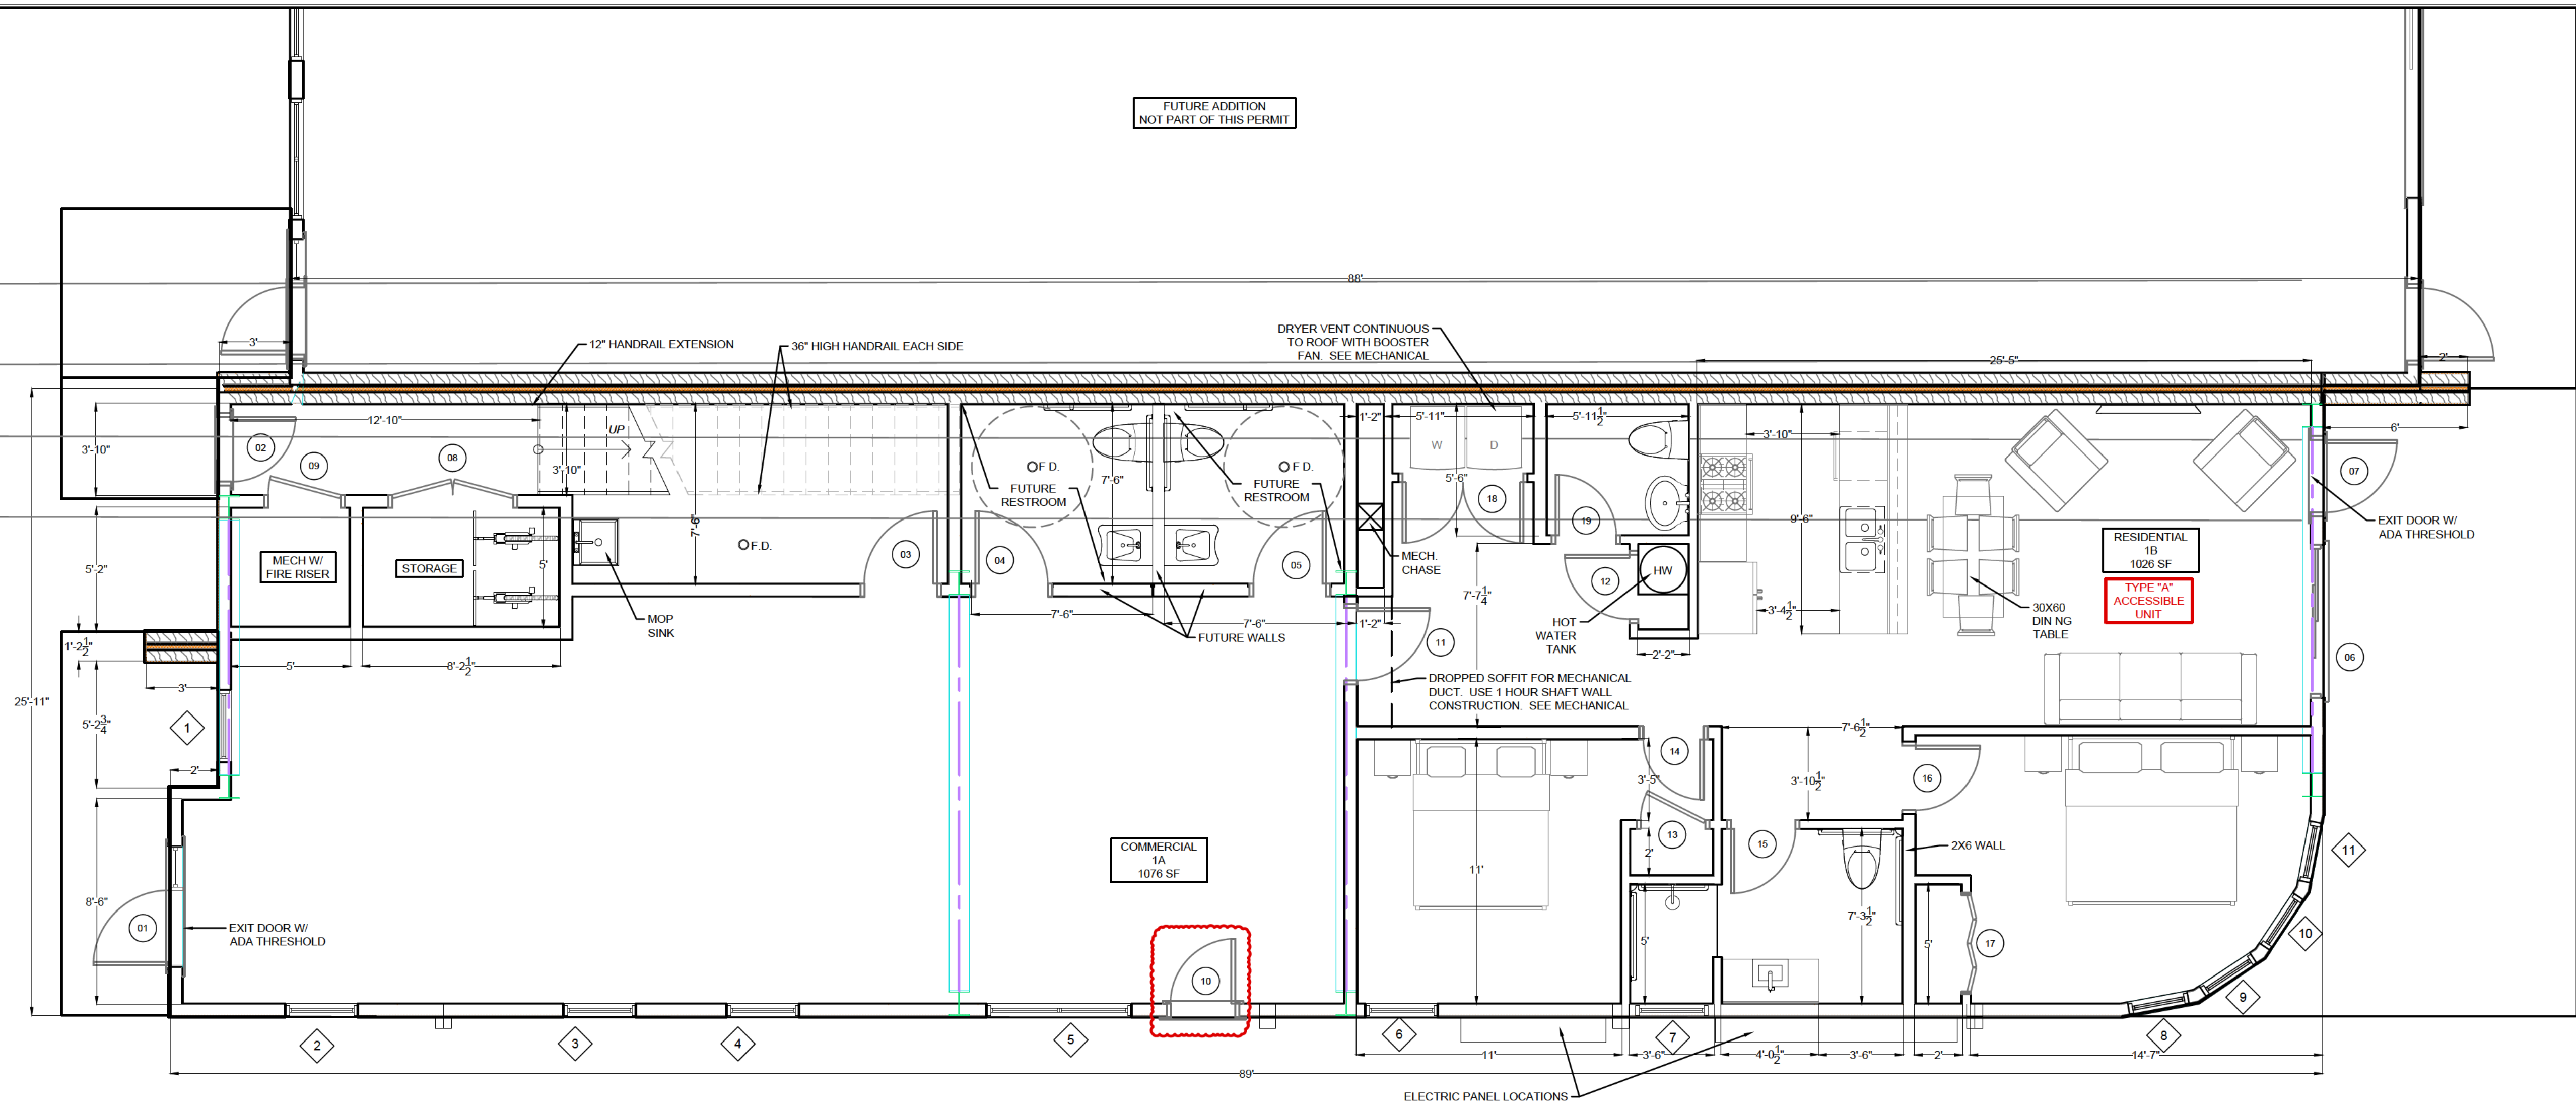 FUTURE ADDITION
NOT PART OF THIS PERMIT
88'
3'
12" HANDRAIL EXTENSION
36" HIGH HANDRAIL EACH SIDE
DRYER VENT CONTINUOUS
TO ROOF WITH BOOSTER
FAN. SEE MECHANICAL
25'-5"
2'
12'-10"
UP
3'-10"
3'-10"
02
09
08
7'-6"
F.D.
03
MOP
SINK
F D.
FUTURE
RESTROOM
7'-6"
04
F D.
FUTURE
RESTROOM
05
7'-6"
7'-6"
FUTURE WALLS
1'-2"
1'-2"
MECH.
CHASE
5'-11"
W
D
5'-6"
18
5'-11 1/2"
19
12
HW
HOT
WATER
TANK
7'-7 1/4"
2'-2"
11
DROPPED SOFFIT FOR MECHANICAL
DUCT. USE 1 HOUR SHAFT WALL
CONSTRUCTION. SEE MECHANICAL
3'-10"
9'-6"
3'-4 1/2"
30X60
DIN NG
TABLE
RESIDENTIAL
1B
1026 SF
TYPE "A"
ACCESSIBLE
UNIT
6'
07
EXIT DOOR W/
ADA THRESHOLD
06
MECH W/
FIRE RISER
STORAGE
5'
5'-2"
1'-2 1/2"
3'
5'
8'-2 1/2"
25'-11"
5'-2 3/4"
1
2'
8'-6"
01
EXIT DOOR W/
ADA THRESHOLD
COMMERCIAL
1A
1076 SF
10
14
3'-5"
13
2'
11'
5'
7'-6 1/2"
3'-10 1/2"
15
16
2X6 WALL
7'-3 1/2"
5'
17
11
10
9
8
2
3
4
5
6
7
11'
3'-6"
4'-0 1/2"
3'-6"
2'
14'-7"
89'
ELECTRIC PANEL LOCATIONS